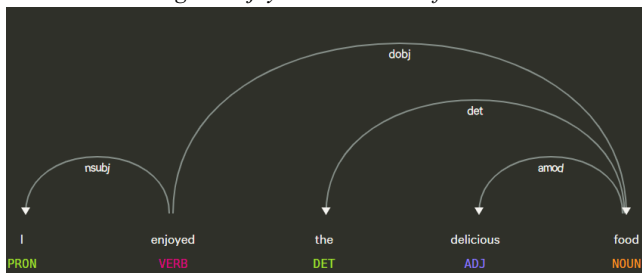 dobj
det
nsubj
amod
I enjoyed the delicious food
PRON VERB DET ADJ NOUN